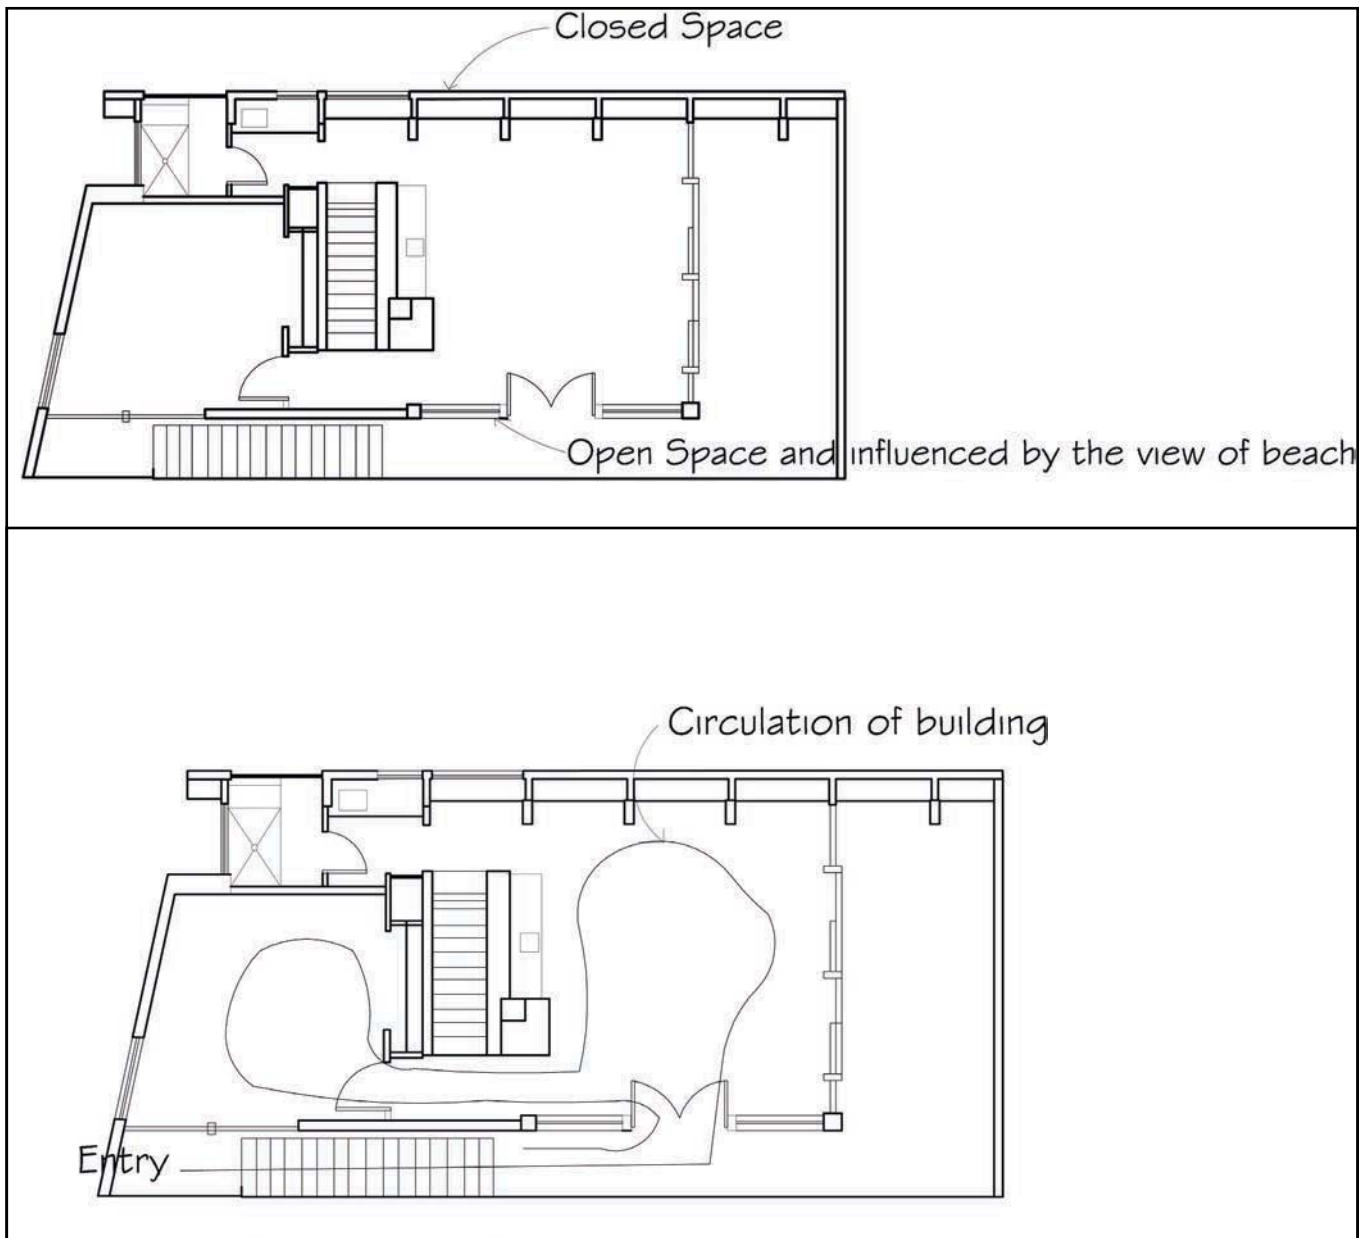 Closed Space
Open Space and influenced by the view of beach
Circulation of building
Entry